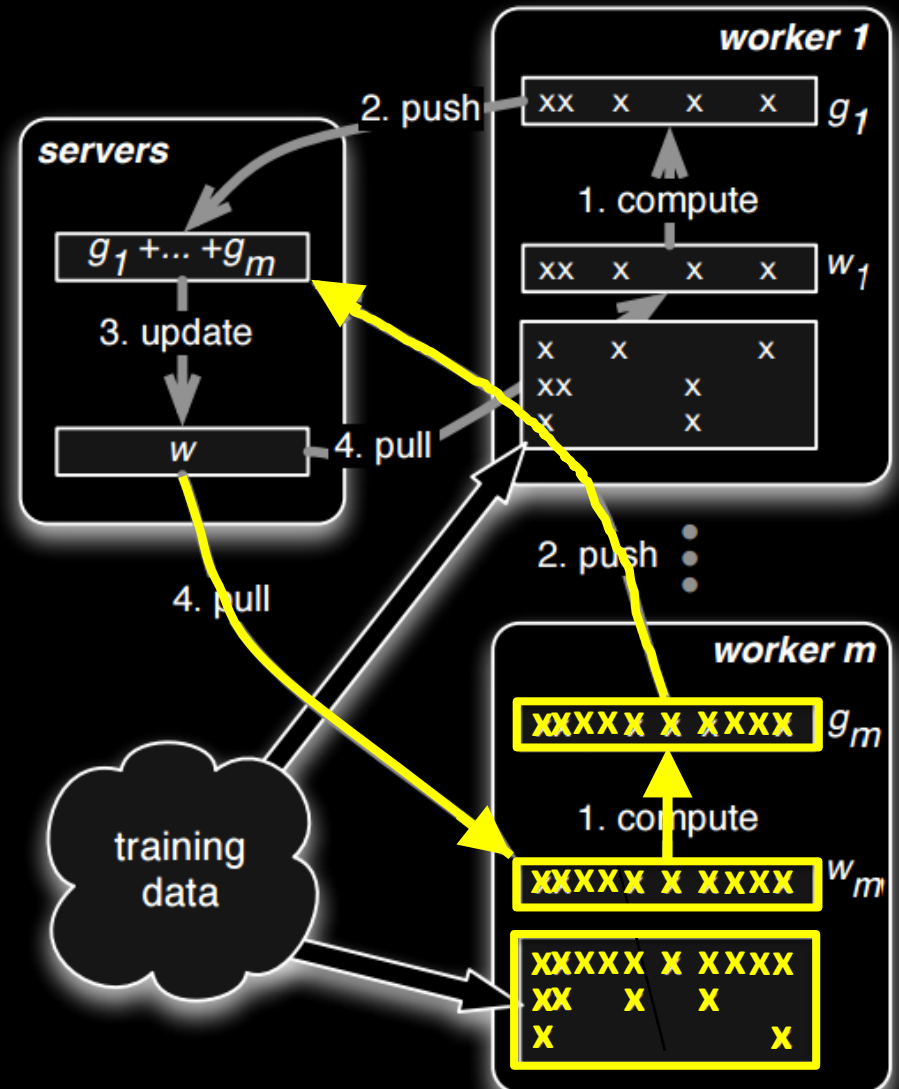 worker 1
2. push
xx x x x g1
servers
1. compute
g1 +... +gm
xx x x x w1
3. update
x x x
xx x
x x
4. pull
w
2. push
4. pull
worker m
xxxxx x xxxx gm
1. compute
training
data
xxxxx x xxxx wm
xxxxx x xxxx
xx x x
x x